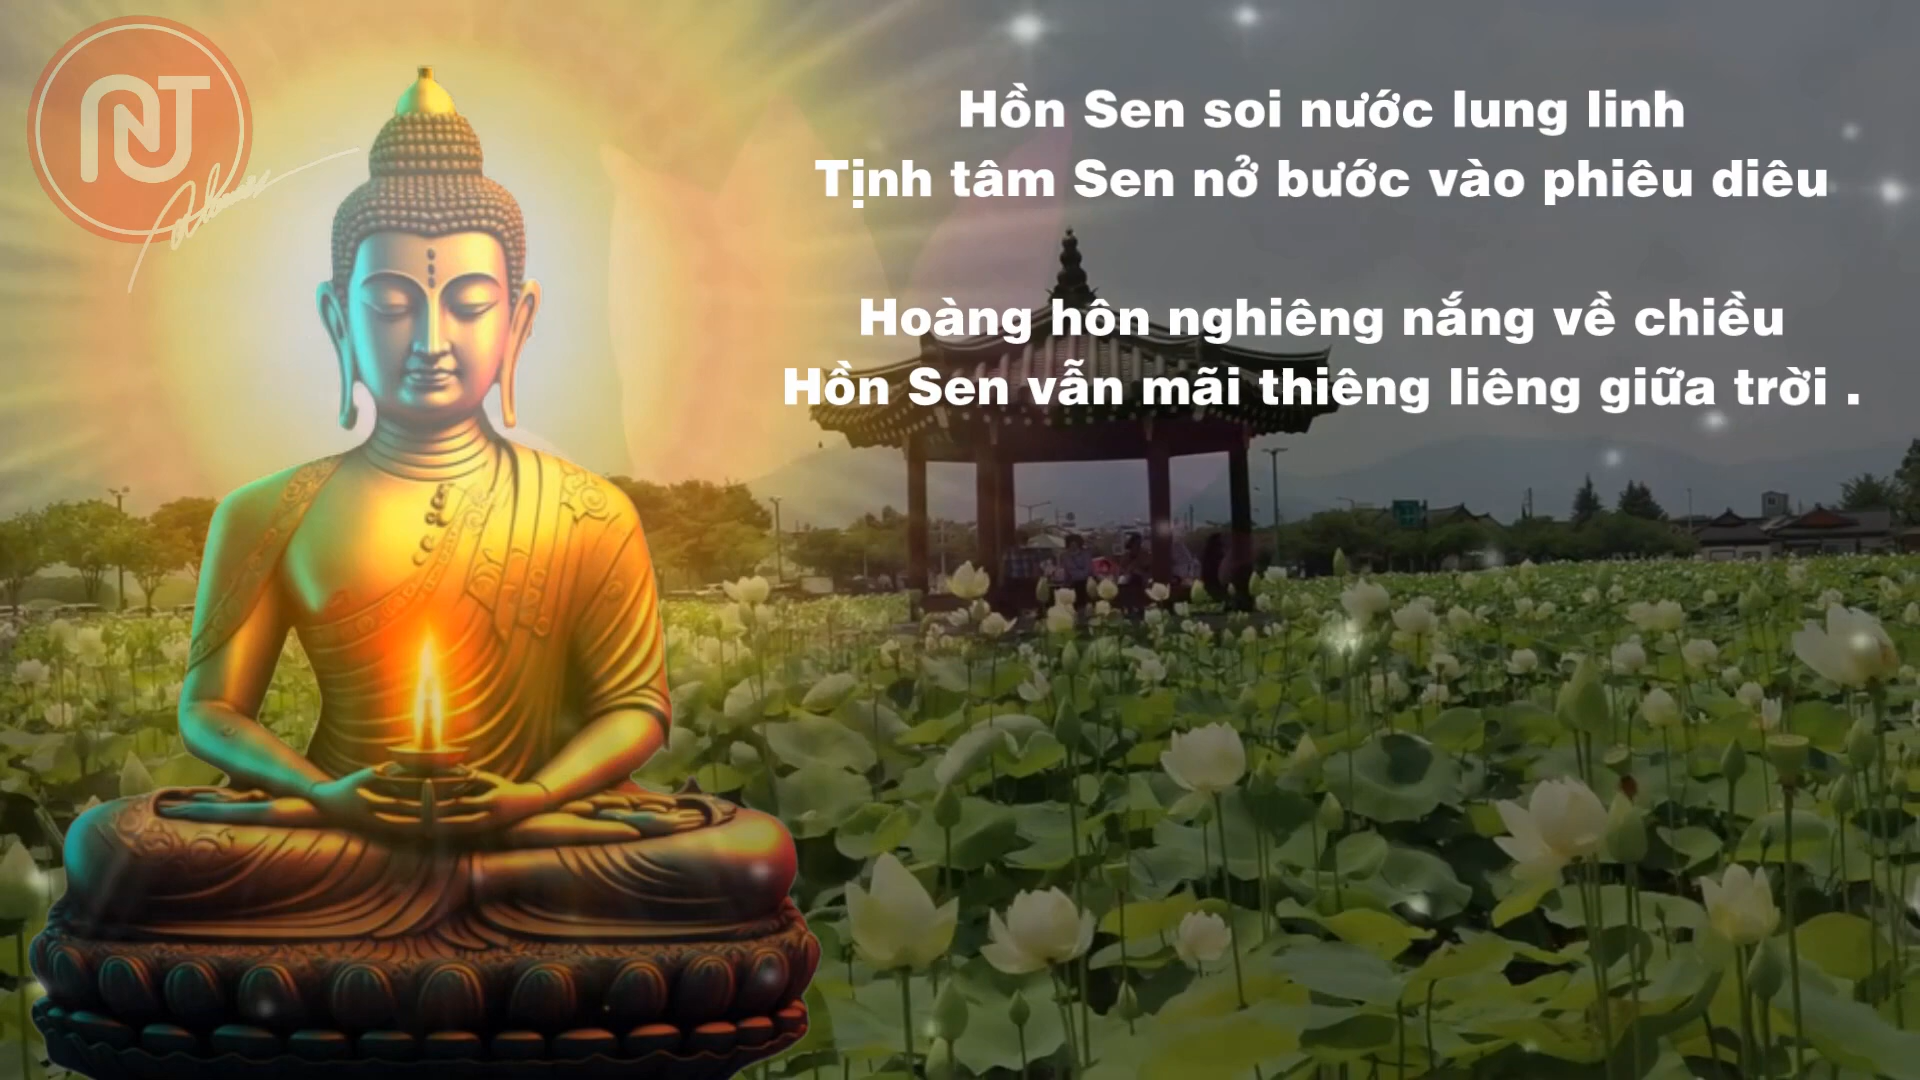 NJ
Hồn Sen soi nước lung linh
Tịnh tâm Sen nở bước vào phiêu diêu
Hoàng hôn nghiêng nắng về chiều
Hồn Sen vẫn mãi thiêng liêng giữa trời .